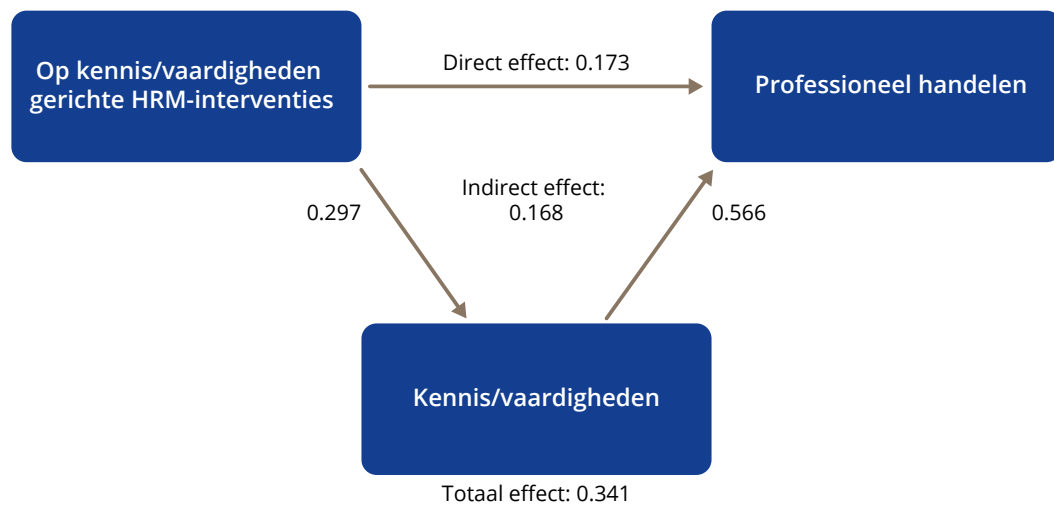 Op kennis/vaardigheden
gerichte HRM-interventies
Direct effect: 0.173
Professioneel handelen
0.297
Indirect effect:
0.168
0.566
Kennis/vaardigheden
Totaal effect: 0.341